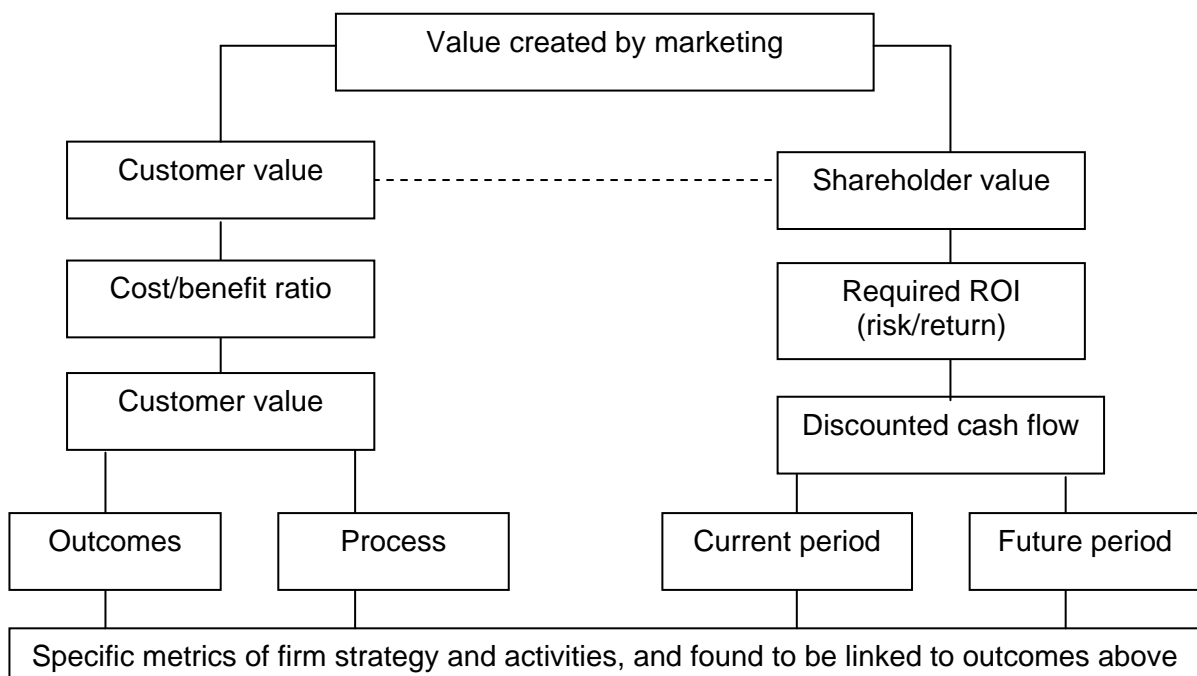 Value created by marketing
Customer value
Shareholder value
Cost/benefit ratio
Required ROI
(risk/return)
Customer value
Discounted cash flow
Outcomes
Process
Current period
Future period
Specific metrics of firm strategy and activities, and found to be linked to outcomes above